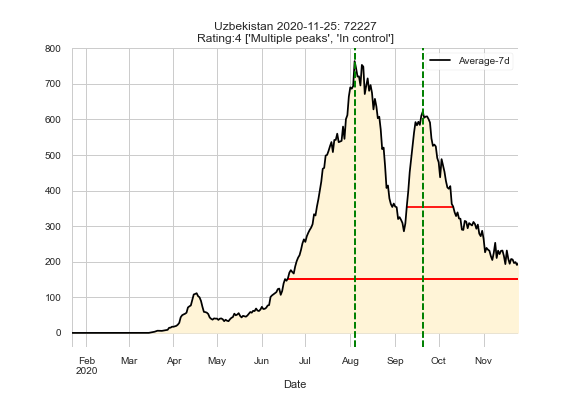 Uzbekistan 2020-11-25: 72227
Rating:4 ['Multiple peaks', 'In control']
Average-7d
800
700
600
500
400
300
200
100
0
Feb Mar Apr May Jun Jul Aug Sep Oct Nov
2020
Date